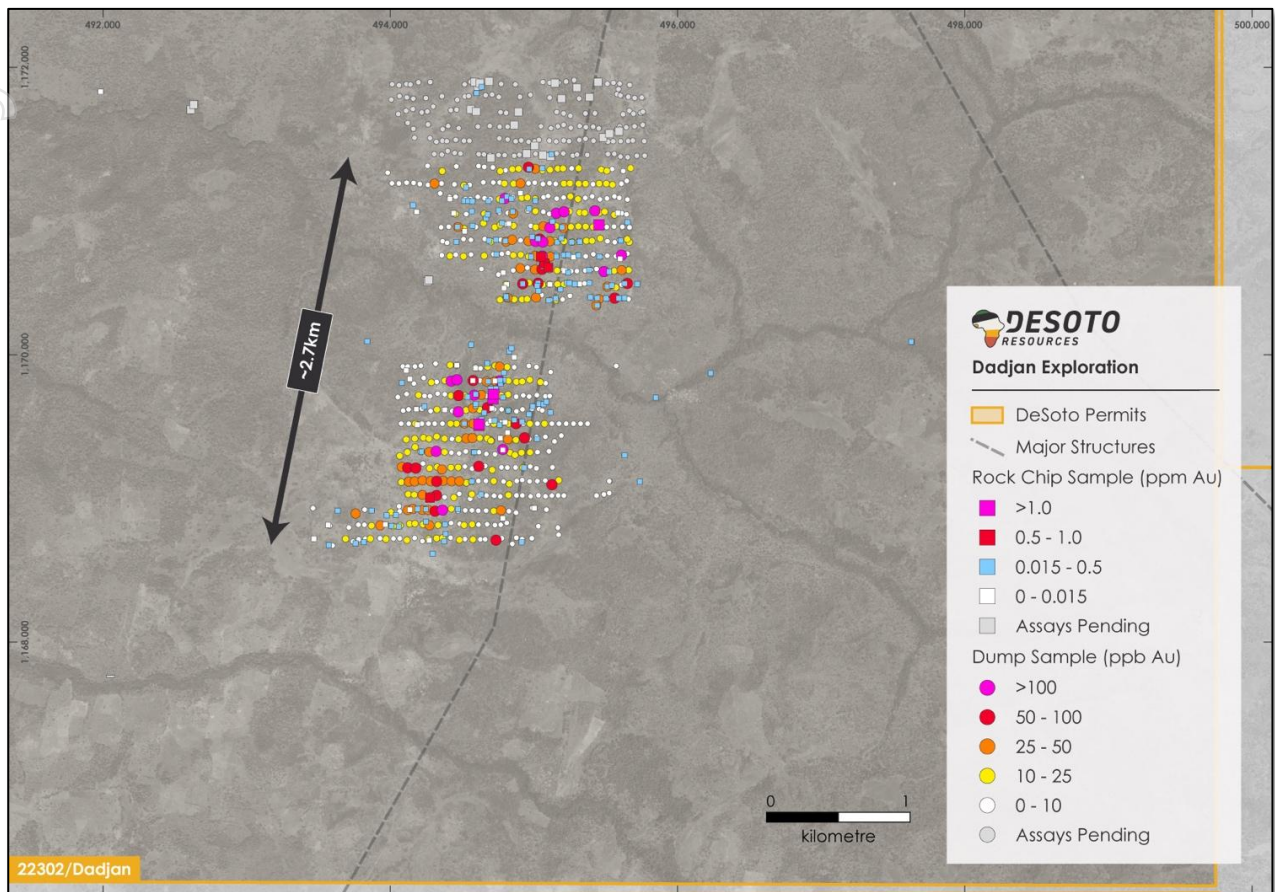 492,000
494,000
496,000
498,000
500,000
1,172,000
1,170,000
1,168,000
~2.7km
DESOTO
RESOURCES
Dadjan Exploration
DeSoto Permits
Major Structures
Rock Chip Sample (ppm Au)
>1.0
0.5 - 1.0
0.015 - 0.5
0 - 0.015
Assays Pending
Dump Sample (ppb Au)
>100
50 - 100
25 - 50
10 - 25
0 - 10
Assays Pending
0
1
kilometre
22302/Dadjan